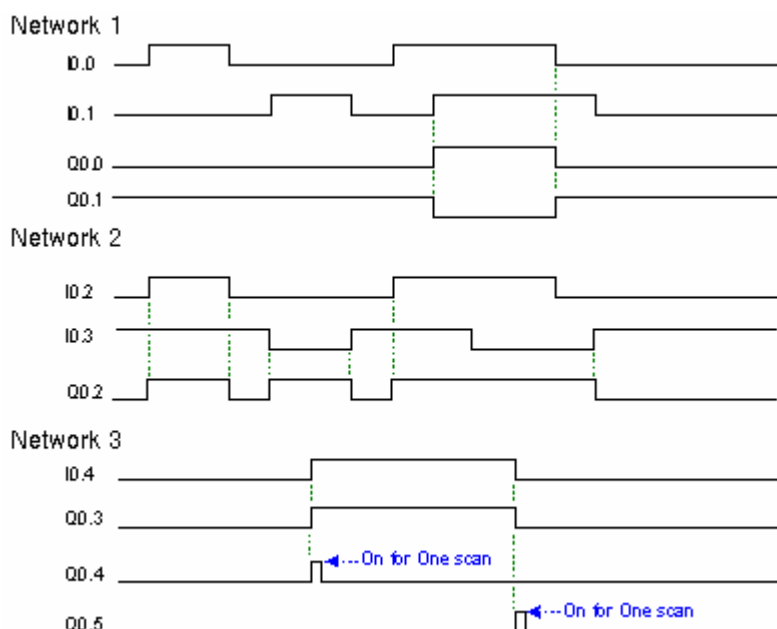 Network 1
I0.0
I0.1
Q0.0
Q0.1
Network 2
I0.2
I0.3
Q0.2
Network 3
I0.4
Q0.3
Q0.4
On for One scan
On for One scan
Q0.5